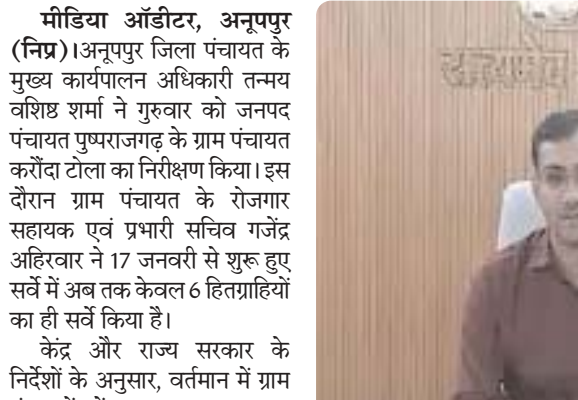 मीडिया ऑडीटर, अनूपपुर
(निप्र)।अनूपपुर जिला पंचायत के
मुख्य कार्यपालन अधिकारी तन्मय
वशिष्ठ शर्मा ने गुरुवार को जनपद
पंचायत पुष्पराजगढ़ के ग्राम पंचायत
करौंदा टोला का निरीक्षण किया। इस
दौरान ग्राम पंचायत के रोजगार
सहायक एवं प्रभारी सचिव गजेंद्र
अहिरवार ने 17 जनवरी से शुरू हुए
सर्वे में अब तक केवल 6 हितग्राहियों
का ही सर्वे किया है।
केंद्र और राज्य सरकार के
निर्देशों के अनुसार, वर्तमान में ग्राम